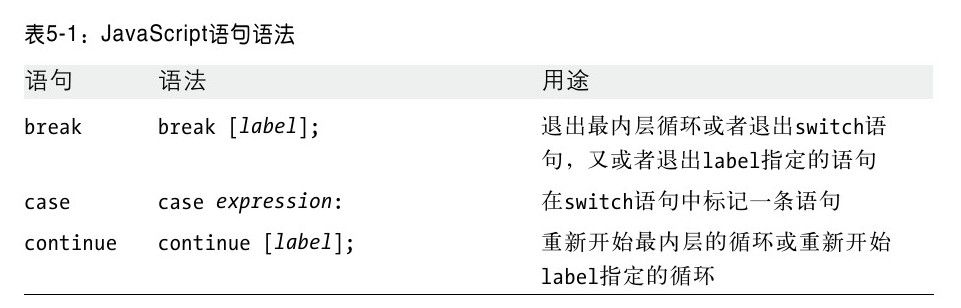 表5-1：JavaScript语句语法
语句 语法 用途
break break [label]; 退出最内层循环或者退出switch语
句，又或者退出label指定的语句
case case expression: 在switch语句中标记一条语句
continue continue [label]; 重新开始最内层的循环或重新开始
label指定的循环